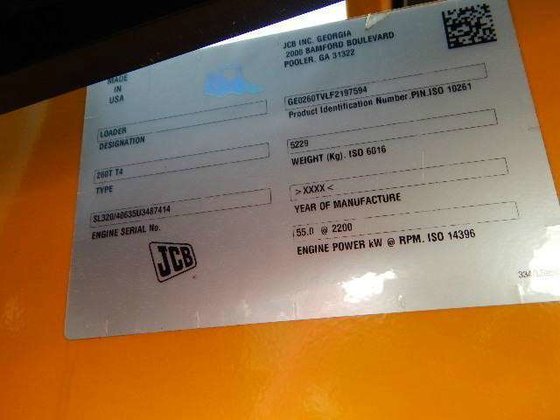 MADE
IN
USA
JCB INC. GEORGIA
2000 BAMFORD BOULEVARD
POOLER, GA 31322
LOADER
DESIGNATION
GE0260TVLF2197594
Product Identification Number.PIN.ISO 10261
260T T4
TYPE
5229
WEIGHT (Kg). ISO 6016
SL320/40635U3487414
ENGINE SERIAL No.
>XXXX<
YEAR OF MANUFACTURE
55.0 @ 2200
ENGINE POWER kW @ RPM. ISO 14396
JCB